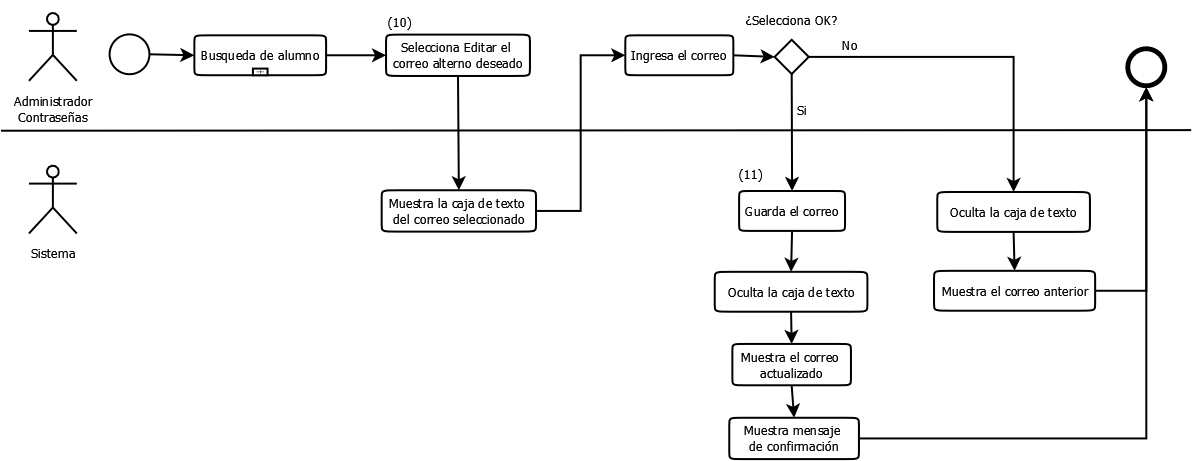 (10)
¿Selecciona OK?
Busqueda de alumno
Selecciona Editar el
correo alterno deseado
Ingresa el correo
No
Administrador
Contraseñas
Si
(11)
Muestra la caja de texto
del correo seleccionado
Guarda el correo
Oculta la caja de texto
Sistema
Oculta la caja de texto
Muestra el correo anterior
Muestra el correo
actualizado
Muestra mensaje
de confirmación